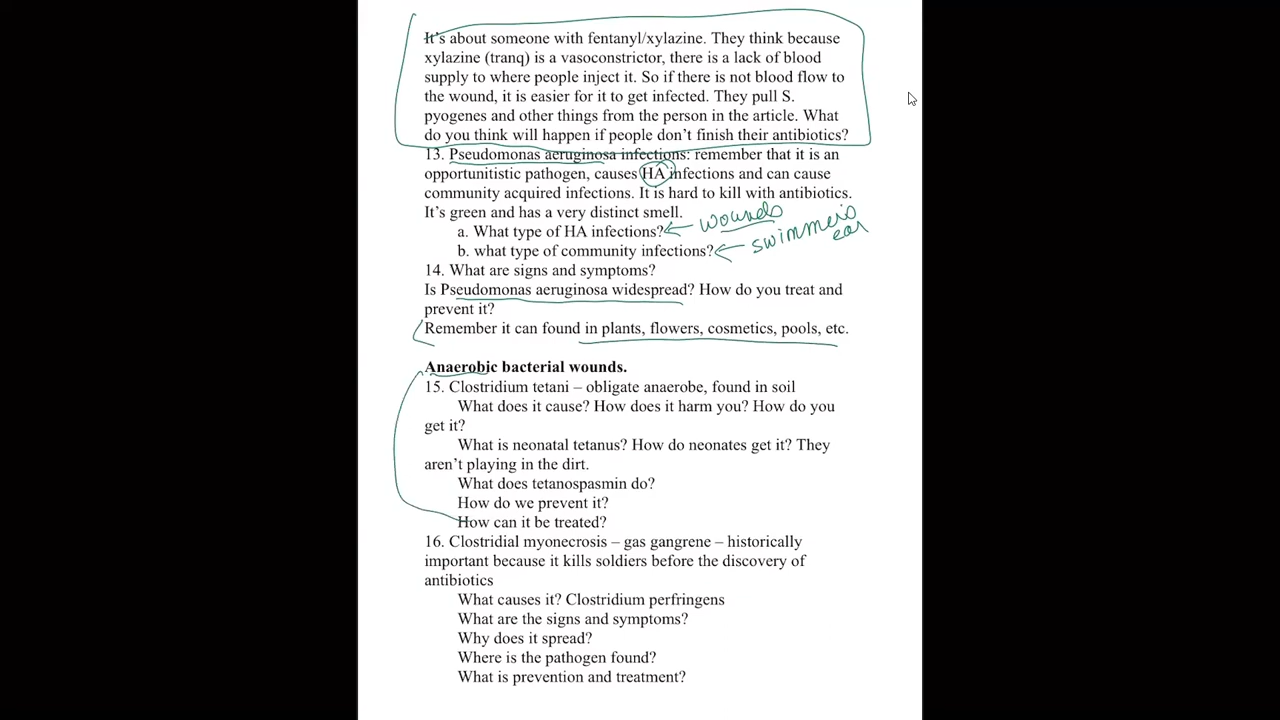 It's about someone with fentanyl/xylazine. They think because
xylazine (tranq) is a vasoconstrictor, there is a lack of blood
supply to where people inject it. So if there is not blood flow to
the wound, it is easier for it to get infected. They pull S.
pyogenes and other things from the person in the article. What
do you think will happen if people don't finish their antibiotics?
13. Pseudomonas aeruginosa infections: remember that it is an
opportunitistic pathogen, causes HA infections and can cause
community acquired infections. It is hard to kill with antibiotics.
It's green and has a very distinct smell.
a. What type of HA infections? wounds
b. what type of community infections? swimmer's ear
14. What are signs and symptoms?
Is Pseudomonas aeruginosa widespread? How do you treat and
prevent it?
Remember it can found in plants, flowers, cosmetics, pools, etc.
Anaerobic bacterial wounds.
15. Clostridium tetani – obligate anaerobe, found in soil
What does it cause? How does it harm you? How do you
get it?
What is neonatal tetanus? How do neonates get it? They
aren't playing in the dirt.
What does tetanospasmin do?
How do we prevent it?
How can it be treated?
16. Clostridial myonecrosis – gas gangrene – historically
important because it kills soldiers before the discovery of
antibiotics
What causes it? Clostridium perfringens
What are the signs and symptoms?
Why does it spread?
Where is the pathogen found?
What is prevention and treatment?